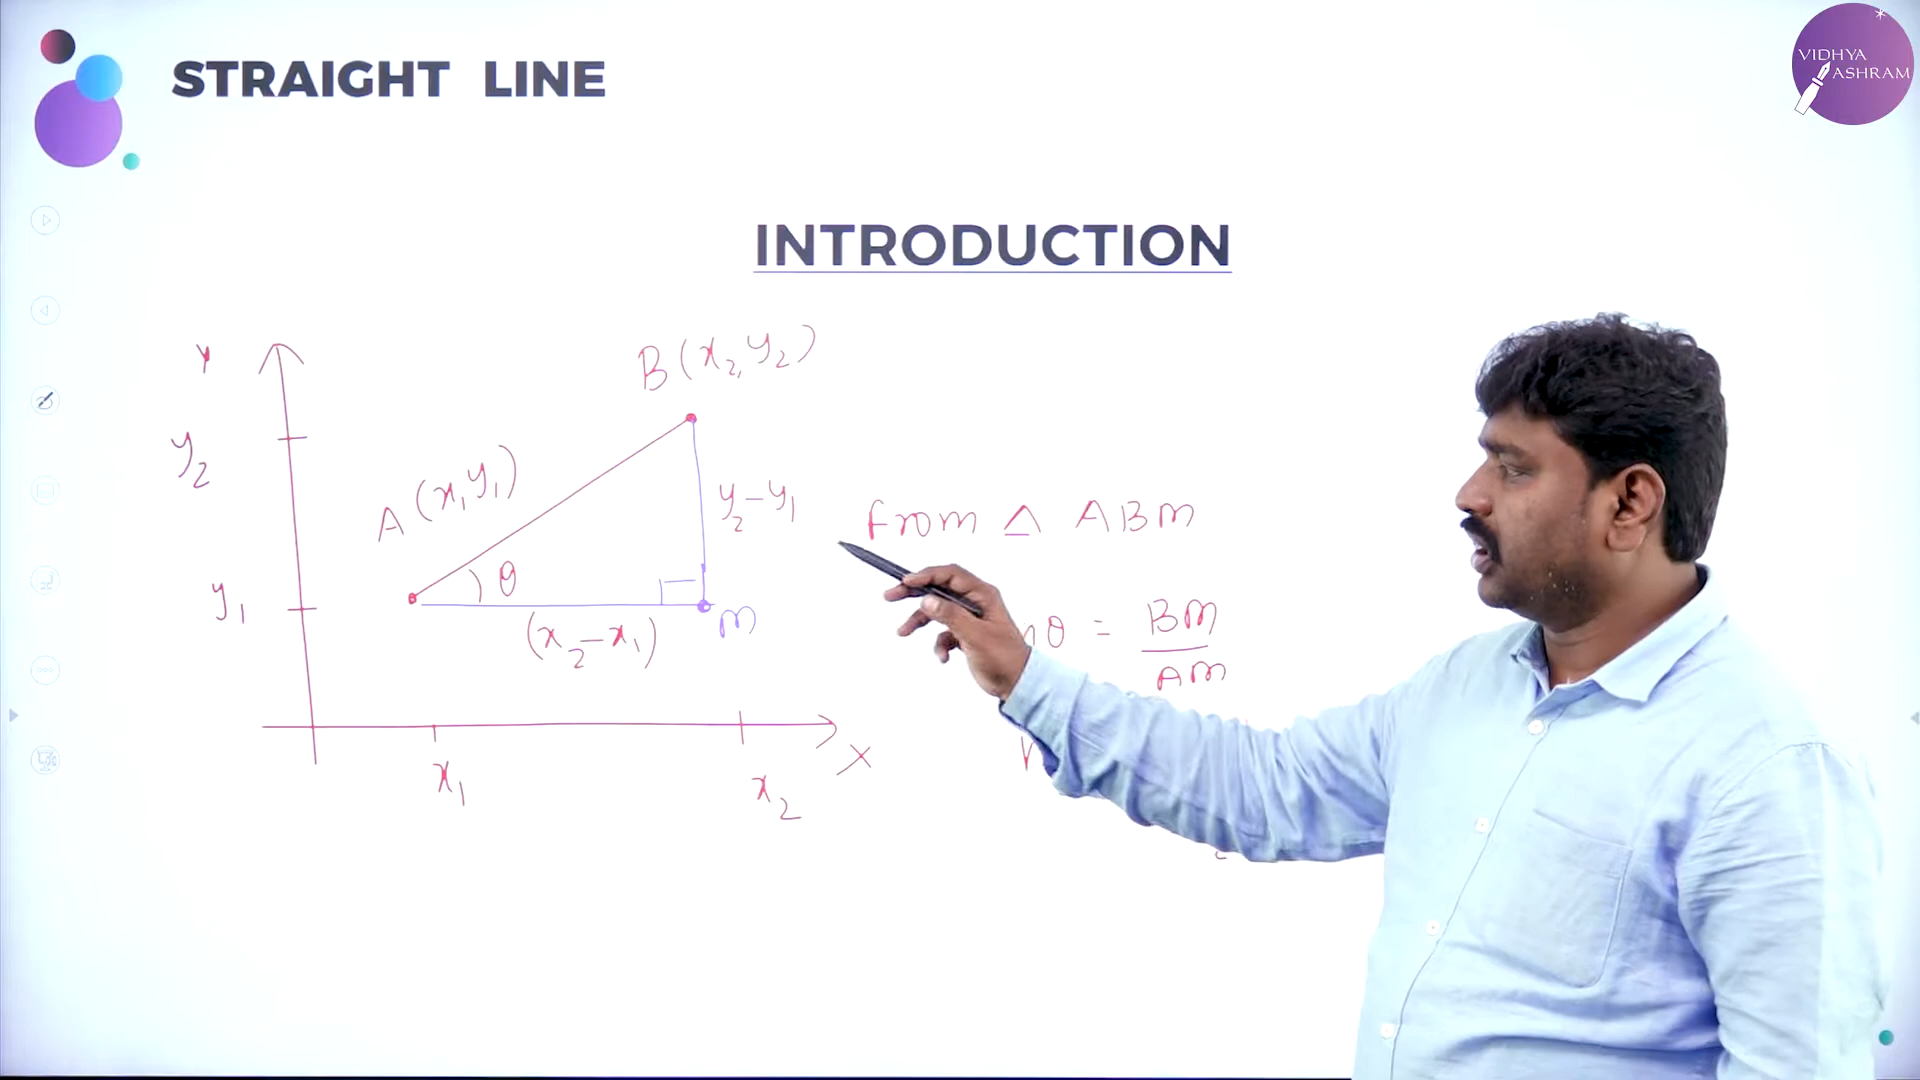 STRAIGHT LINE
VIDHYA
ASHRAM
INTRODUCTION
Y
B (x2, y2)
y2
A (x1 y1)
y2-y1
From △ ABM
θ
y1
(x2-x1)
m
θ = BM
AM
X
x1
x2